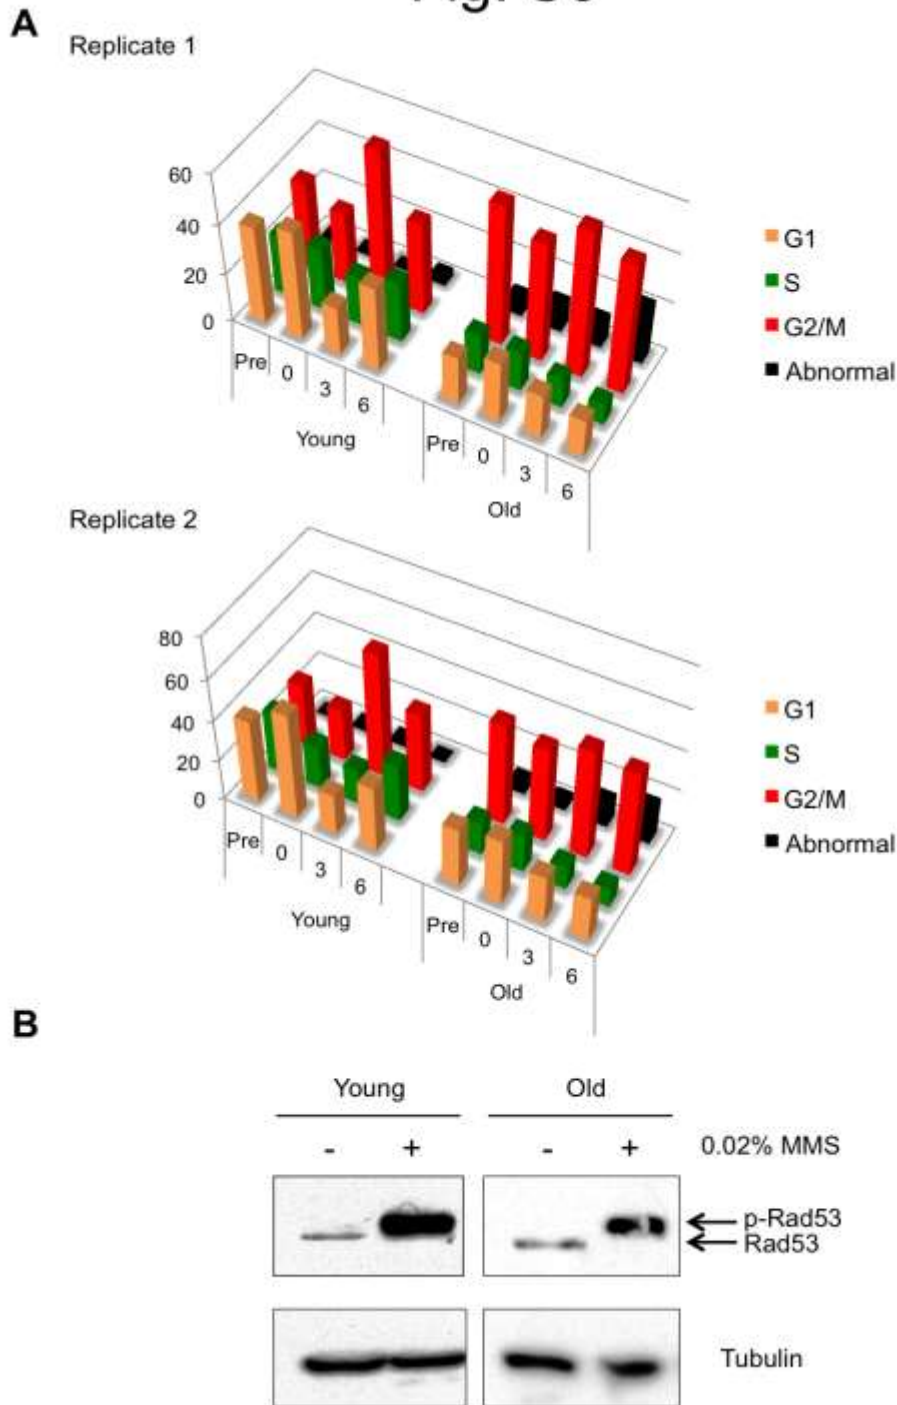 A
Replicate 1
60
40
20
0
Pre 0 3 6 Pre 0 3 6
Young
Old
G1
S
G2/M
Abnormal
Replicate 2
80
60
40
20
0
Pre 0 3 6 Pre 0 3 6
Young
Old
G1
S
G2/M
Abnormal
B
Young Old
- + - + 0.02% MMS
p-Rad53
Rad53
Tubulin